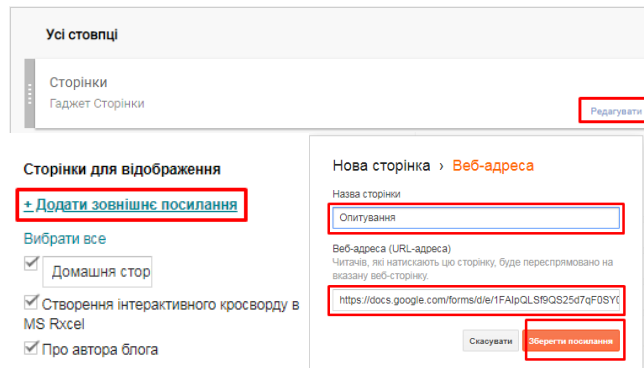 Усі стовпці
Сторінки
Гаджет Сторінки
Редагувати
Сторінки для відображення
+ Додати зовнішнє посилання
Вибрати все
Домашня стор
Створення інтерактивного кросворду в
MS Rxcel
Про автора блога
Нова сторінка › Веб-адреса
Назва сторінки
Опитування
Веб-адреса (URL-адреса)
Читачів, які натискають цю сторінку, буде переспрямовано на
вказану веб-сторінку.
https://docs.google.com/forms/d/e/1FAIpQLSf9QS25d7qF0SY(
Скасувати
Зберегти посилання